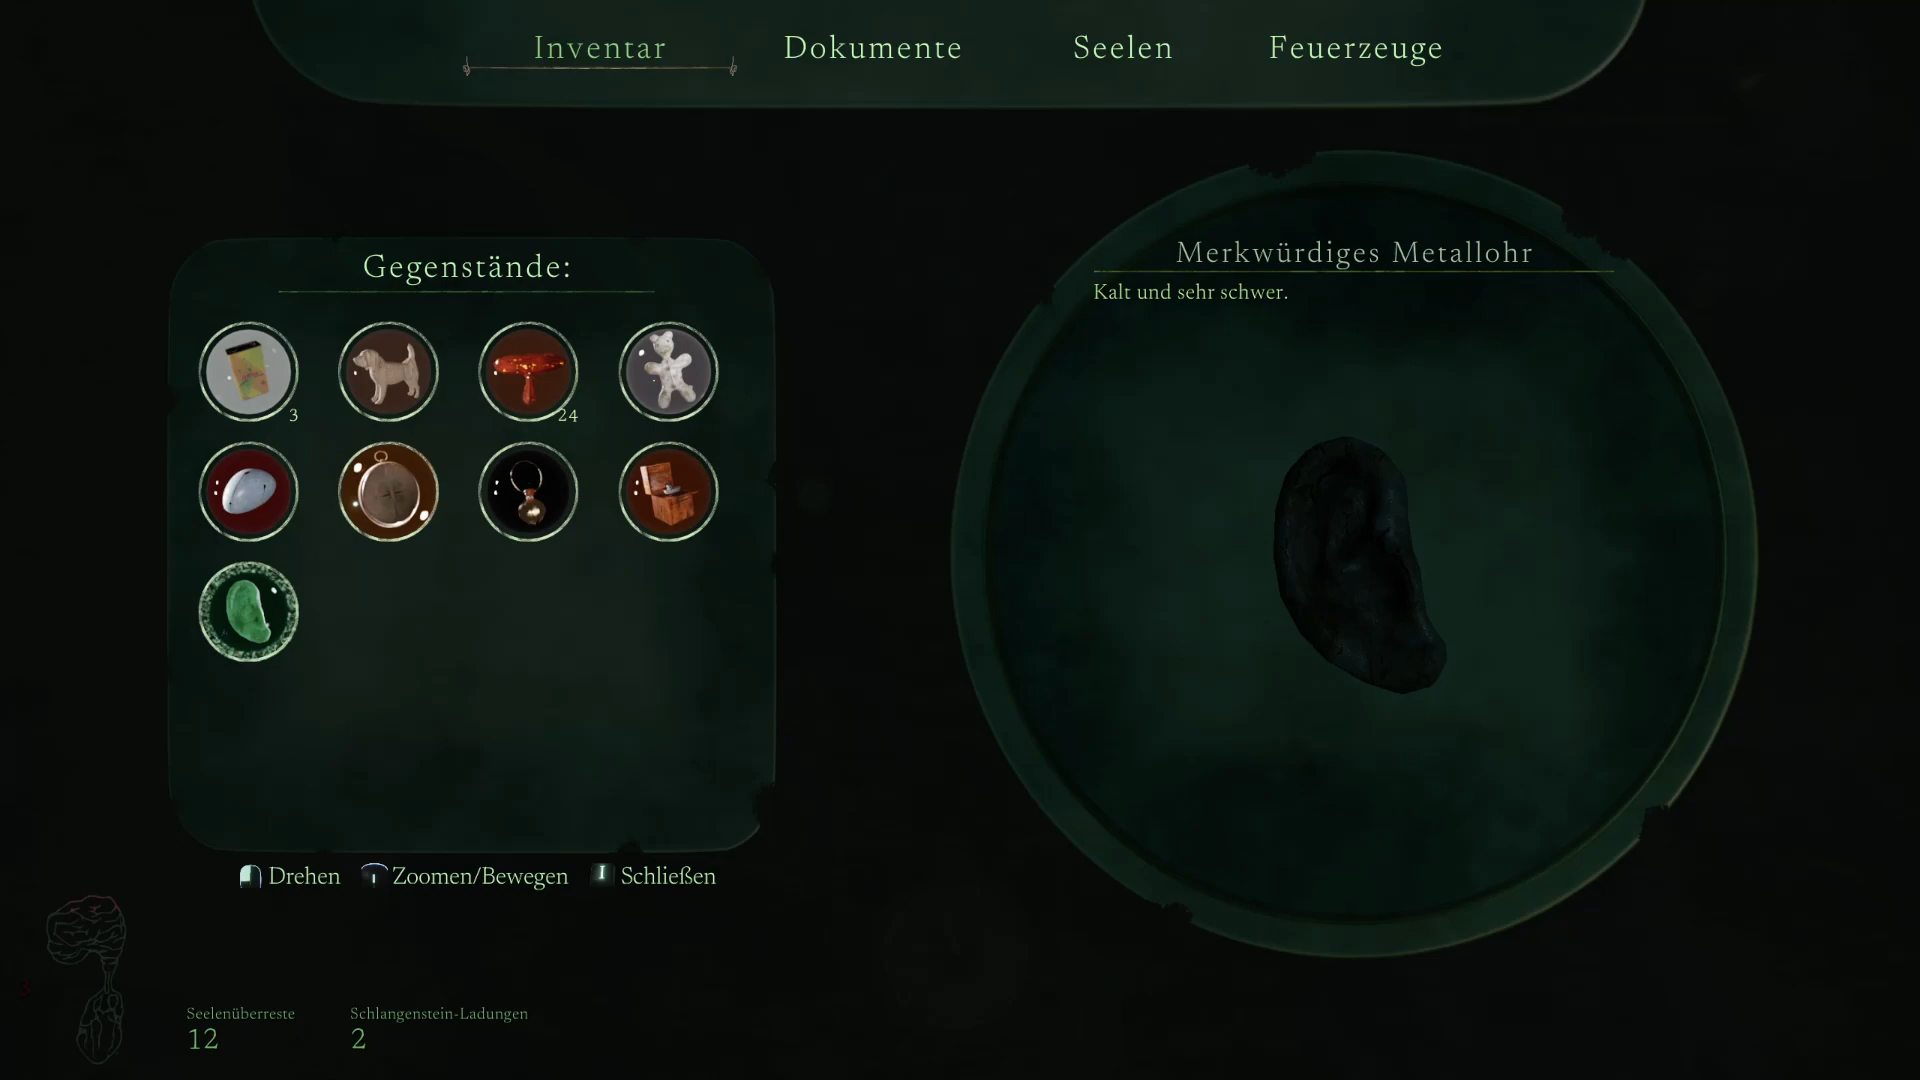 Inventar
Dokumente
Seelen
Feuerzeuge
Gegenstände:
3
24
Merkwürdiges Metallohr
Kalt und sehr schwer.
Drehen
Zoomen/Bewegen
I
Schließen
3
Seelenüberreste
12
Schlangenstein-Ladungen
2